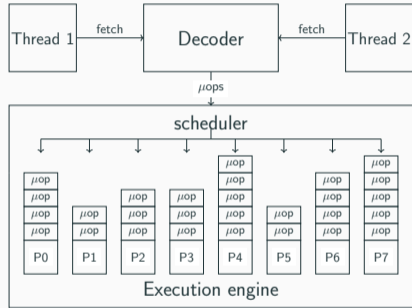 Thread 1 fetch Decoder fetch Thread 2
μops
scheduler
μop μop
μop μop μop μop
μop μop μop μop μop μop
μop μop μop μop μop μop μop μop
μop μop μop μop μop μop μop μop
P0 P1 P2 P3 P4 P5 P6 P7
Execution engine